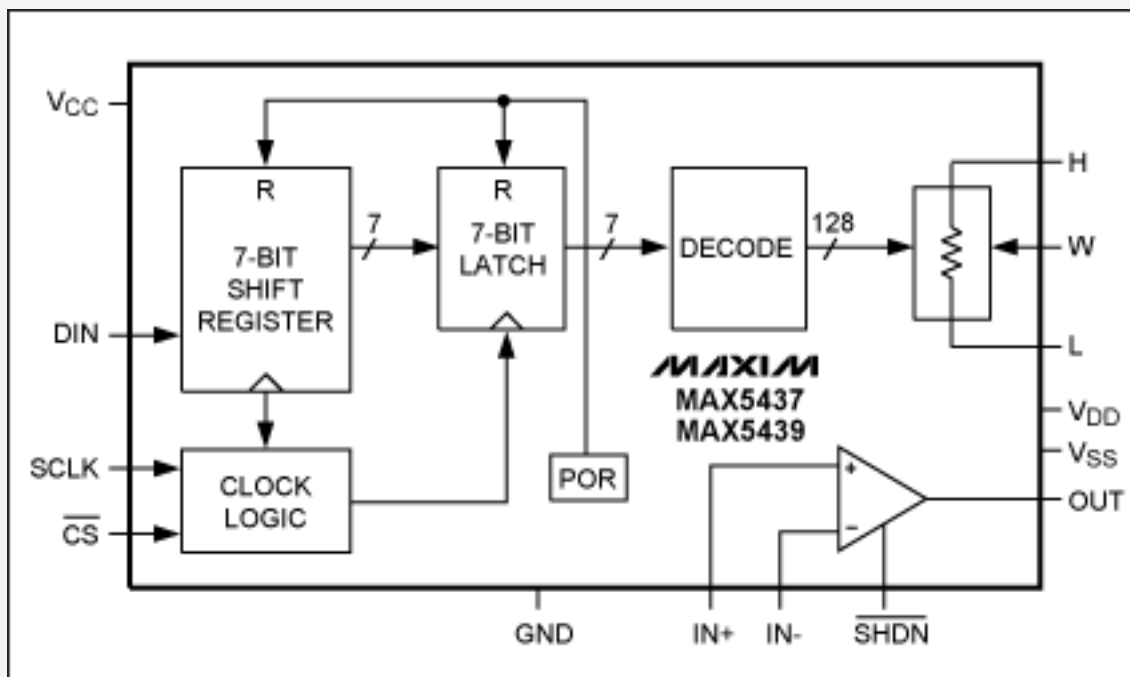 VCC
R
7-BIT
SHIFT
REGISTER
7
R
7-BIT
LATCH
7
DECODE
128
H
W
L
DIN
SCLK
CS
CLOCK
LOGIC
POR
MAXIM
MAX5437
MAX5439
VDD
VSS
+
−
OUT
GND
IN+
IN-
SHDN